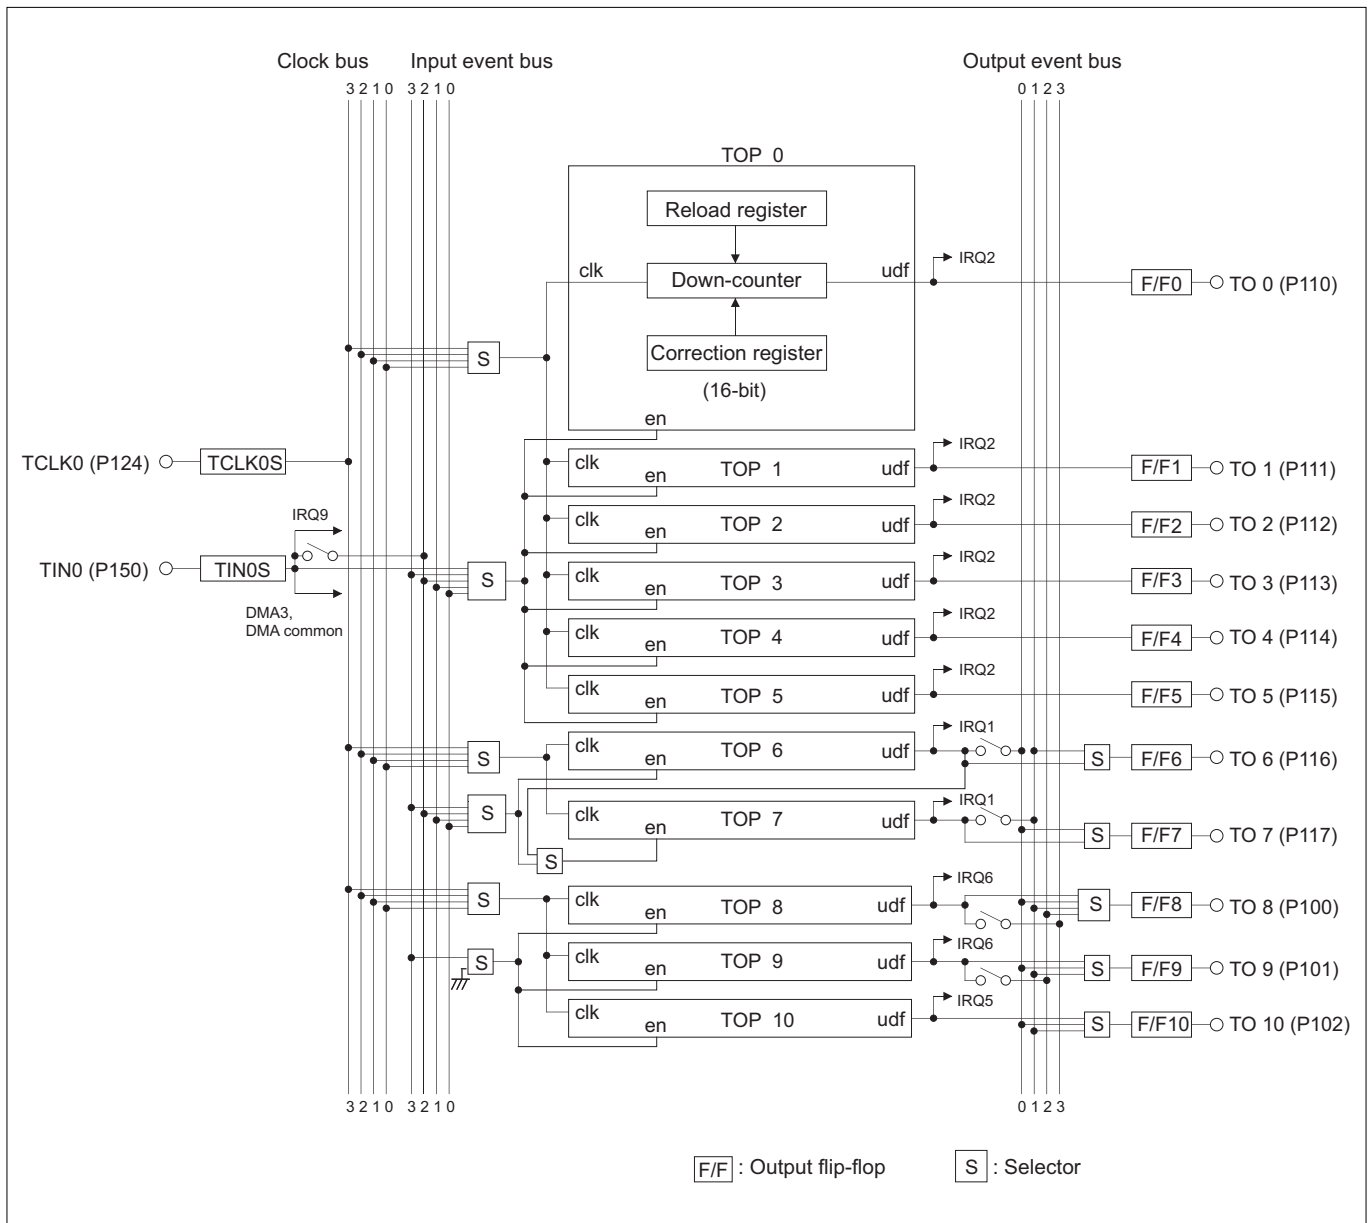 Clock bus
Input event bus
Output event bus
3 2 1 0
3 2 1 0
0 1 2 3
TOP 0
Reload register
clk
Down-counter
udf
IRQ2
F/F0
TO 0 (P110)
S
Correction register
(16-bit)
en
TCLK0 (P124)
TCLK0S
clk
TOP 1
udf
en
IRQ2
F/F1
TO 1 (P111)
clk
TOP 2
udf
en
IRQ2
F/F2
TO 2 (P112)
IRQ9
TIN0 (P150)
TIN0S
DMA3,
DMA common
S
clk
TOP 3
udf
en
IRQ2
F/F3
TO 3 (P113)
clk
TOP 4
udf
en
IRQ2
F/F4
TO 4 (P114)
clk
TOP 5
udf
en
IRQ2
F/F5
TO 5 (P115)
S
clk
TOP 6
udf
en
IRQ1
S
F/F6
TO 6 (P116)
S
clk
TOP 7
udf
en
IRQ1
S
F/F7
TO 7 (P117)
S
S
clk
TOP 8
udf
en
IRQ6
S
F/F8
TO 8 (P100)
S
clk
TOP 9
udf
en
IRQ6
S
F/F9
TO 9 (P101)
clk
TOP 10
udf
en
IRQ5
S
F/F10
TO 10 (P102)
3 2 1 0
3 2 1 0
0 1 2 3
F/F : Output flip-flop
S : Selector